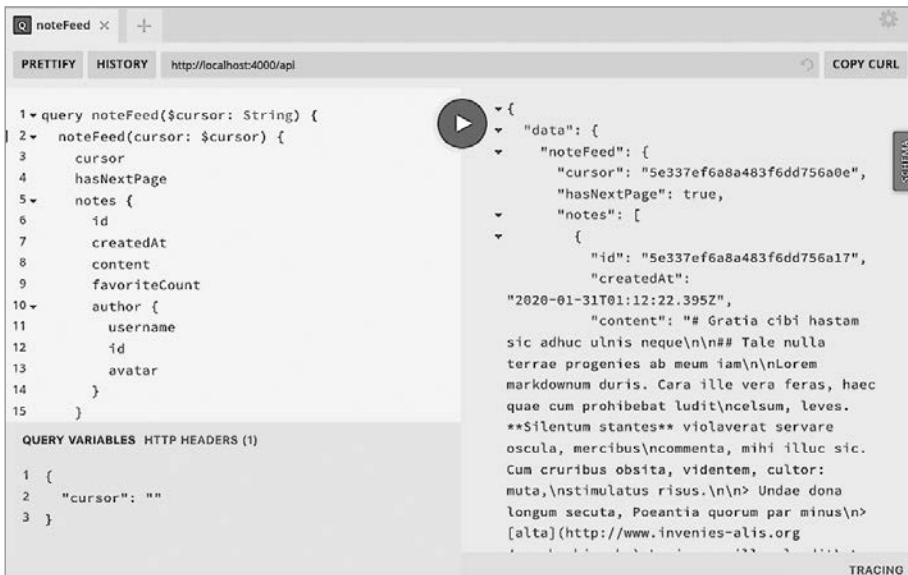 noteFeed
PRETTIFY HISTORY http://localhost:4000/api COPY CURL
1 query noteFeed($cursor: String) {
2 noteFeed(cursor: $cursor) {
3 cursor
4 hasNextPage
5 notes {
6 id
7 createdAt
8 content
9 favoriteCount
10 author {
11 username
12 id
13 avatar
14 }
15 }
QUERY VARIABLES HTTP HEADERS (1)
1 {
2 "cursor": ""
3 }
{
"data": {
"noteFeed": {
"cursor": "5e337ef6a8a483f6dd756a0e",
"hasNextPage": true,
"notes": [
{
"id": "5e337ef6a8a483f6dd756a17",
"createdAt":
"2020-01-31T01:12:22.395Z",
"content": "# Gratia cibi hastam
sic adhuc ulnis neque\n\n## Tale nulla
terrae progenies ab meum iam\n\nLorem
markdownum duris. Cara ille vera feras, haec
quae cum prohibebat ludit\ncelsum, leves.
**Silentum stantes** violaverat servare
oscula, mercibus\ncommenta, mihi illuc sic.
Cum cruribus obsita, videntem, cultor:
muta,\nstimulatus risus.\n\n> Undae dona
longum secuta, Poeantia quorum par minus\n>
[alta](http://www.invenies-alis.org
SCHEMA
TRACING